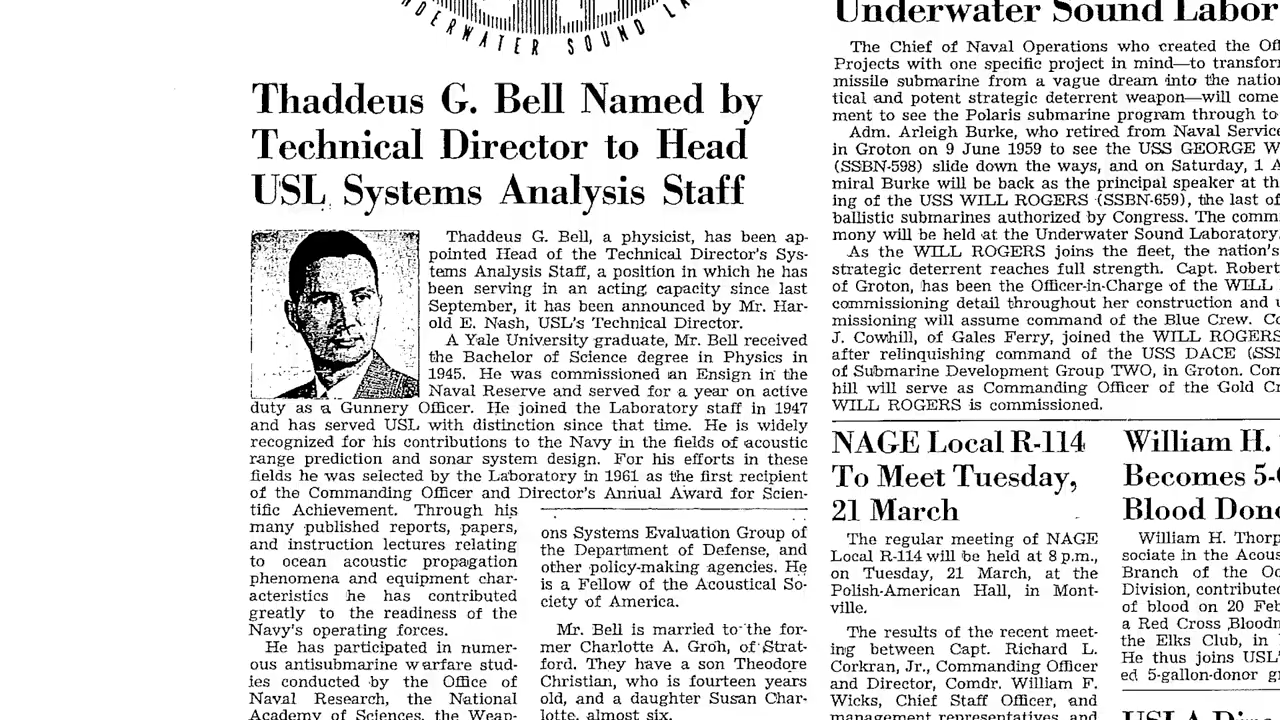 UNDERWATER SOUND LA
Thaddeus G. Bell Named by
Technical Director to Head
USL Systems Analysis Staff
Thaddeus G. Bell, a physicist, has been ap-
pointed Head of the Technical Director's Sys-
tems Analysis Staff, a position in which he has
been serving in an acting capacity since last
September, it has been announced by Mr. Har-
old E. Nash, USL's Technical Director.
A Yale University graduate, Mr. Bell received
the Bachelor of Science degree in Physics in
1945. He was commissioned an Ensign in the
Naval Reserve and served for a year on active
duty as a Gunnery Officer. He joined the Laboratory staff in 1947
and has served USL with distinction since that time. He is widely
recognized for his contributions to the Navy in the fields of acoustic
range prediction and sonar system design. For his efforts in these
fields he was selected by the Laboratory in 1961 as the first recipient
of the Commanding Officer and Director's Annual Award for Scien-
tific Achievement. Through his
many published reports, papers,
and instruction lectures relating
to ocean acoustic propagation
phenomena and equipment char-
acteristics he has contributed
greatly to the readiness of the
Navy's operating forces.
He has participated in numer-
ous antisubmarine warfare stud-
ies conducted by the Office of
Naval Research, the National
Academy of Sciences, the Weap-
ons Systems Evaluation Group of
the Department of Defense, and
other policy-making agencies. He
is a Fellow of the Acoustical So-
ciety of America.
Mr. Bell is married to the for-
mer Charlotte A. Groh, of Strat-
ford. They have a son Theodore
Christian, who is fourteen years
old, and a daughter Susan Char-
lotte, almost six.
Underwater Sound Labor
The Chief of Naval Operations who created the Of
Projects with one specific project in mind—to transfor
missile submarine from a vague dream into the nation
tical and potent strategic deterrent weapon—will come
ment to see the Polaris submarine program through to
Adm. Arleigh Burke, who retired from Naval Service
in Groton on 9 June 1959 to see the USS GEORGE W
(SSBN-598) slide down the ways, and on Saturday, 1 A
miral Burke will be back as the principal speaker at th
ing of the USS WILL ROGERS (SSBN-659), the last of
ballistic submarines authorized by Congress. The comm
mony will be held at the Underwater Sound Laboratory.
As the WILL ROGERS joins the fleet, the nation's
strategic deterrent reaches full strength. Capt. Robert
of Groton, has been the Officer-in-Charge of the WILL
commissioning detail throughout her construction and u
missioning will assume command of the Blue Crew. Co
J. Cowhill, of Gales Ferry, joined the WILL ROGERS
after relinquishing command of the USS DACE (SS
of Submarine Development Group TWO, in Groton. Com
hill will serve as Commanding Officer of the Gold C
WILL ROGERS is commissioned.
NAGE Local R-114
To Meet Tuesday,
21 March
The regular meeting of NAGE
Local R-114 will be held at 8 p.m.,
on Tuesday, 21 March, at the
Polish-American Hall, in Mont-
ville.
The results of the recent meet-
ing between Capt. Richard L.
Corkran, Jr., Commanding Officer
and Director, Comdr. William F.
Wicks, Chief Staff Officer, and
management representatives, and
William H.
Becomes 5-G
Blood Dono
William H. Thorp
sociate in the Acous
Branch of the Oc
Division, contributed
of blood on 20 Feb
a Red Cross Bloodm
the Elks Club, in
He thus joins USL'
ed 5-gallon-donor g